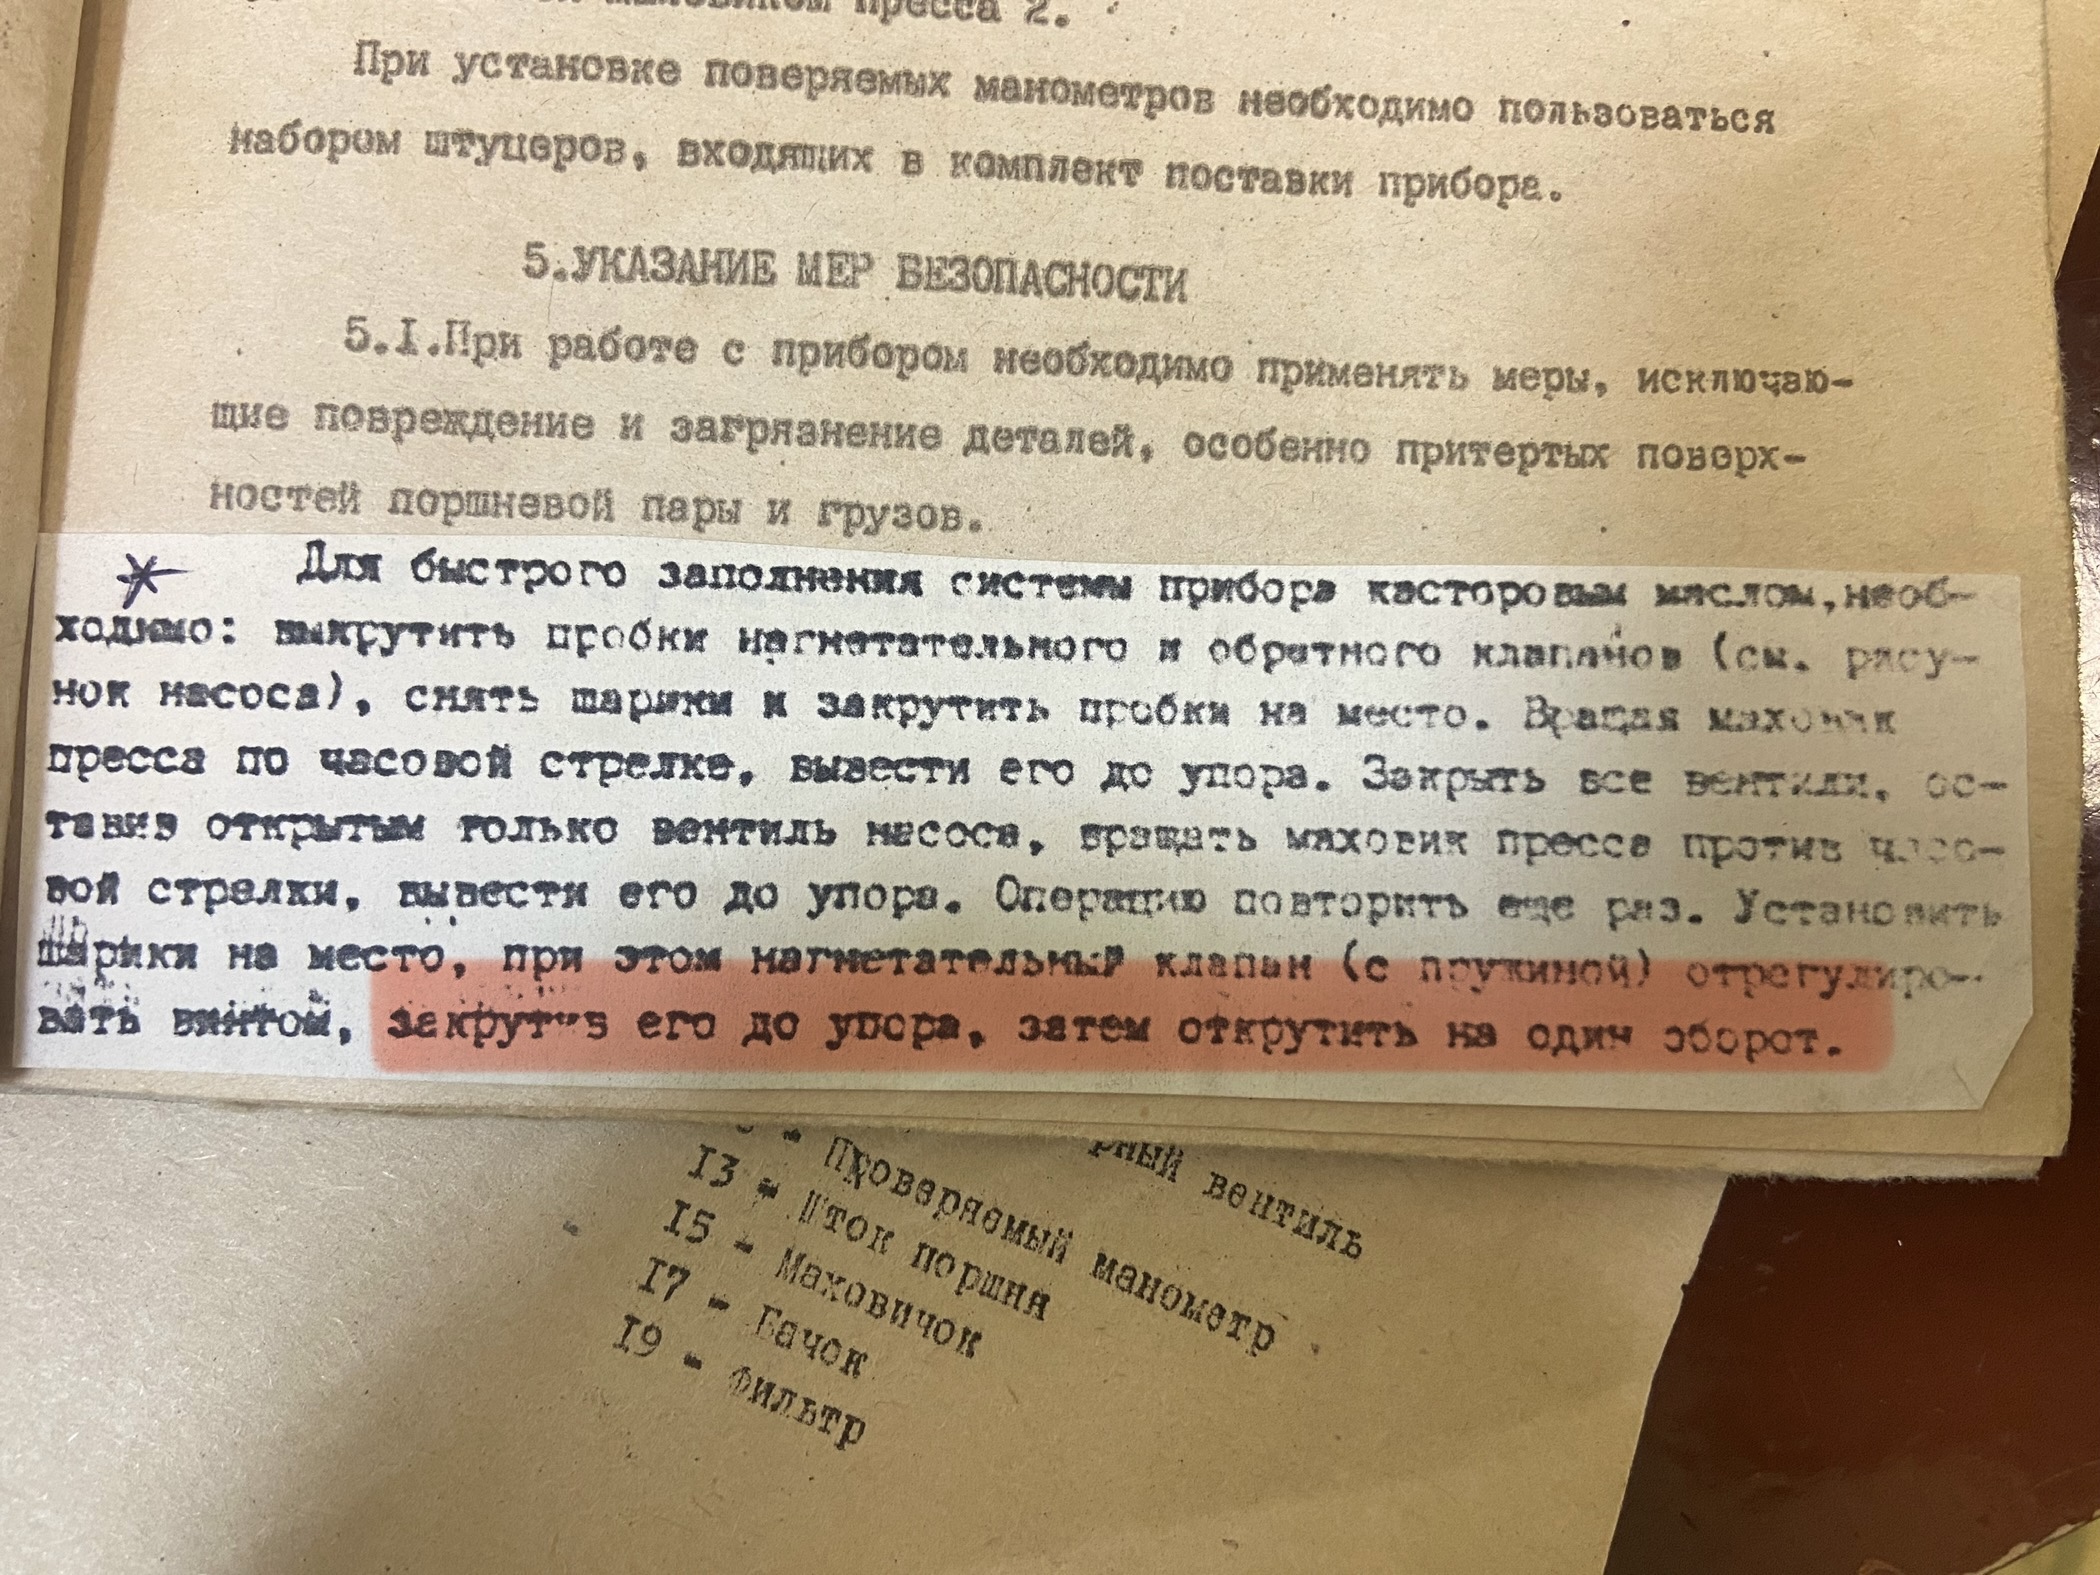 пресса 2.
При установке поверяемых манометров необходимо пользоваться
набором штуцеров, входящих в комплект поставки прибора.
5.УКАЗАНИЕ МЕР БЕЗОПАСНОСТИ
5.I.При работе с прибором необходимо применять меры, исключаю-
щие повреждение и загрязнение деталей, особенно притертых поверх-
ностей поршневой пары и грузов.
Для быстрого заполнения системы прибора касторовым маслом,необ-
ходимо: выкрутить пробки нагнетательного и обратного клапанов (см. рису-
нок насоса), снять шарики и закрутить пробки на место. Вращая маховик
пресса по часовой стрелке, вывести его до упора. Закрыть все вентили, ос-
тавив открытым только вентиль насоса, вращать маховик пресса против часо-
вой стрелки, вывести его до упора. Операцию повторить еще раз. Установить
шарики на место, при этом нагнетательный клапан (с пружиной) отрегулиро-
вать винтом, закрутив его до упора, затем открутить на один оборот.
вентиль
- Проверяемый манометр
I3 - Шток поршня
I5 - Маховичок
I7 - Бачок
I9 - Фильтр